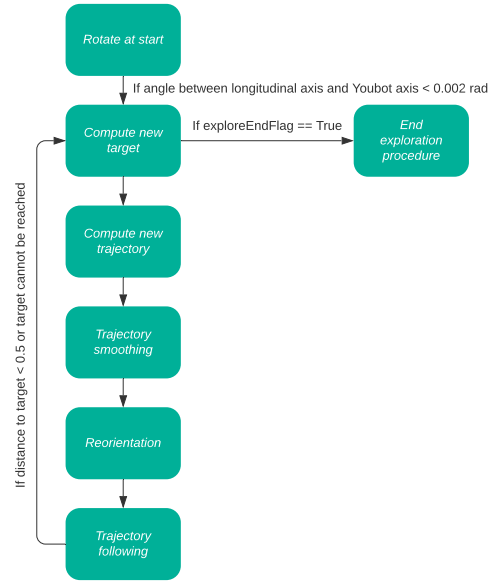 Rotate at start
If angle between longitudinal axis and Youbot axis < 0.002 rad
Compute new
target
If exploreEndFlag == True
End
exploration
procedure
Compute new
trajectory
Trajectory
smoothing
Reorientation
Trajectory
following
If distance to target < 0.5 or target cannot be reached